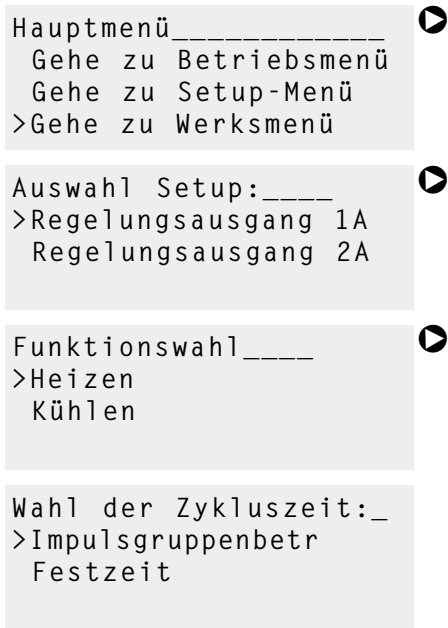 Hauptmenü____________
Gehe zu Betriebsmenü
Gehe zu Setup-Menü
>Gehe zu Werksmenü
Auswahl Setup:____
>Regelungsausgang 1A
Regelungsausgang 2A
Funktionswahl____
>Heizen
Kühlen
Wahl der Zykluszeit:_
>Impulsgruppenbetr
Festzeit